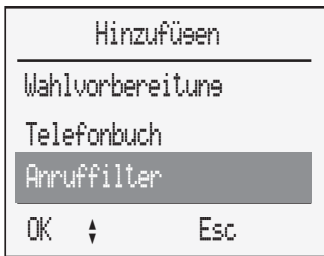 Hinzufügen
Wahlvorbereitung
Telefonbuch
Anruffilter
OK Esc